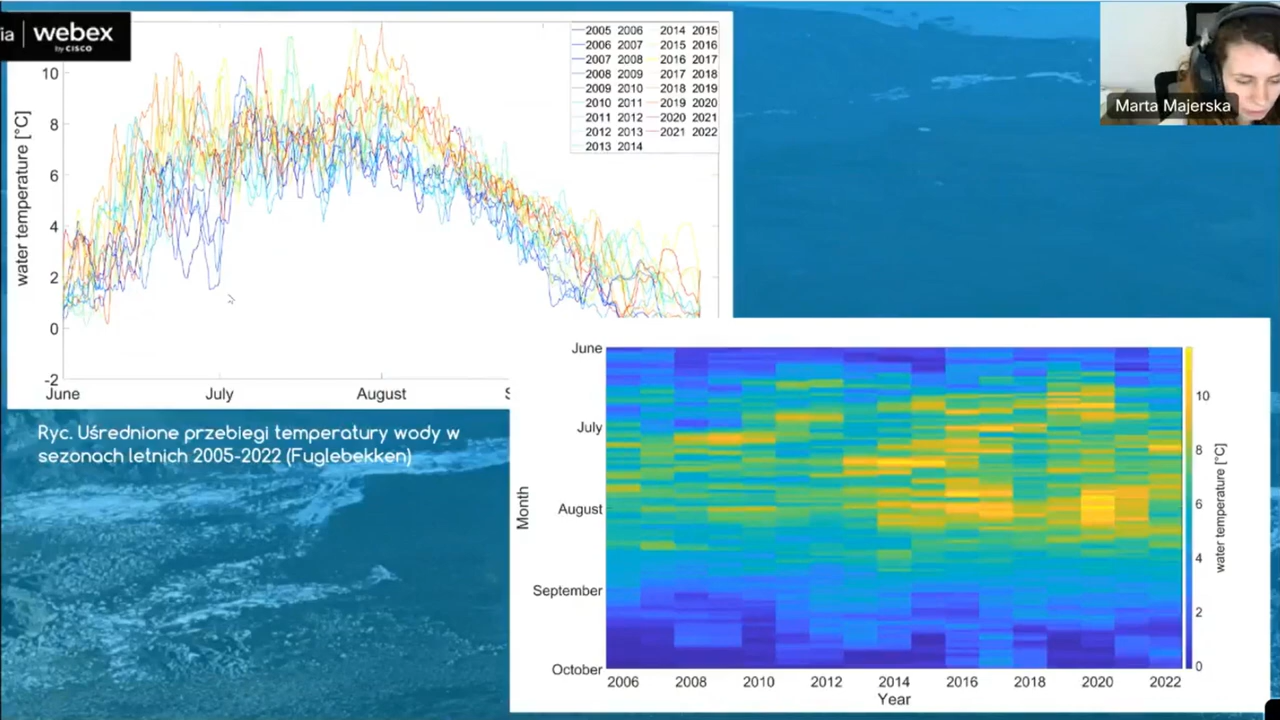 ia webex
by CISCO
10
8
6
4
2
0
-2
water temperature [°C]
June July August S
2005 2006 2014 2015
2006 2007 2015 2016
2007 2008 2016 2017
2008 2009 2017 2018
2009 2010 2018 2019
2010 2011 2019 2020
2011 2012 2020 2021
2012 2013 2021 2022
2013 2014
Marta Majerska
Ryc. Uśrednione przebiegi temperatury wody w
sezonach letnich 2005-2022 (Fuglebekken)
June
July
August
September
October
Month
2006 2008 2010 2012 2014 2016 2018 2020 2022
Year
10
8
6
4
2
0
water temperature [°C]